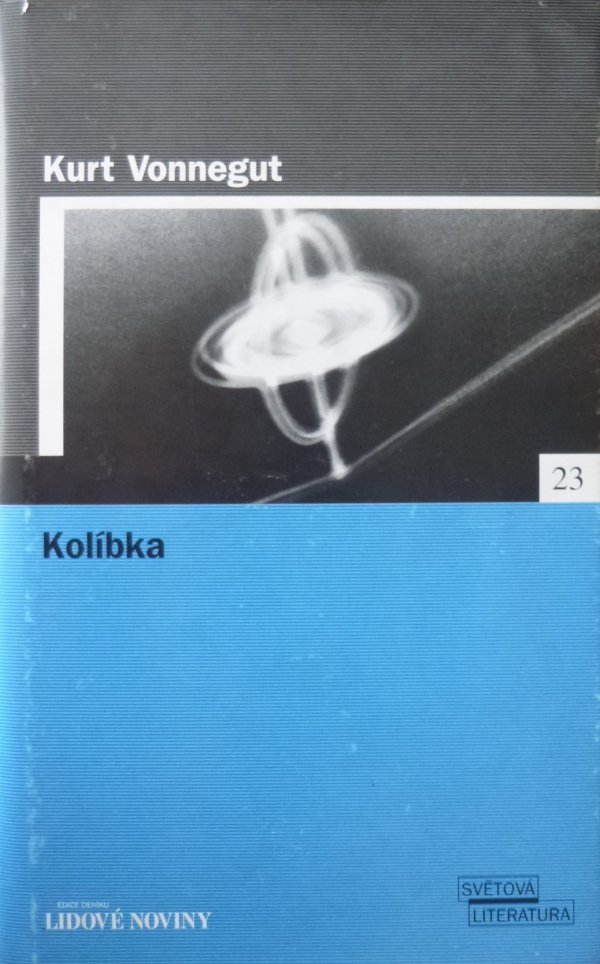 Kurt Vonnegut
23
Kolíbka
EDICE DENÍKU
LIDOVÉ NOVINY
SVĚTOVÁ
LITERATURA